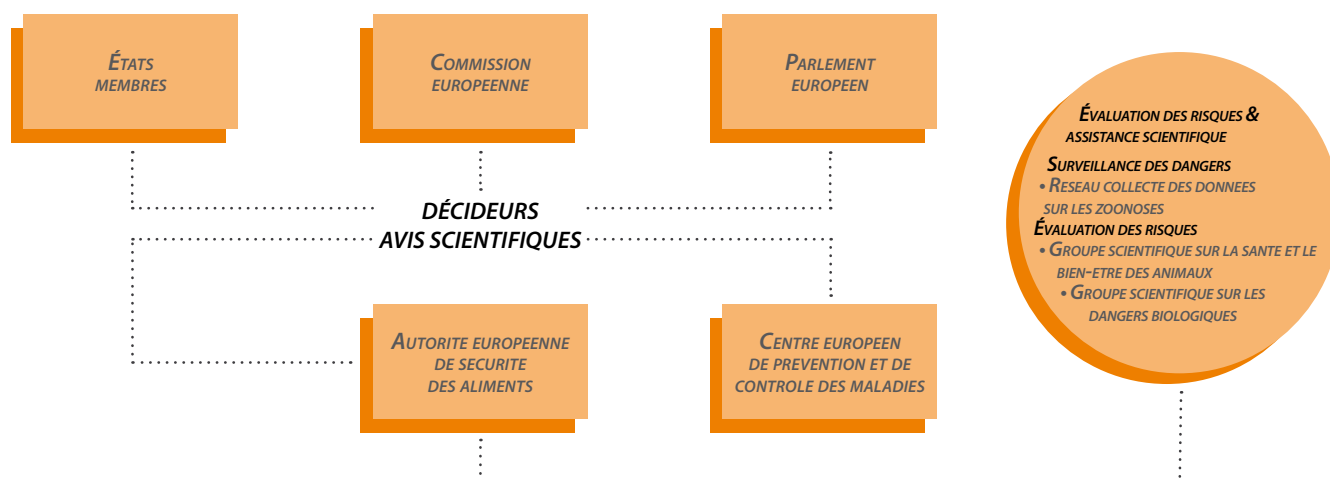 ÉTATS
MEMBRES
COMMISSION
EUROPEENNE
PARLEMENT
EUROPEEN
DÉCIDEURS
AVIS SCIENTIFIQUES
AUTORITE EUROPEENNE
DE SECURITE
DES ALIMENTS
CENTRE EUROPEEN
DE PREVENTION ET DE
CONTROLE DES MALADIES
ÉVALUATION DES RISQUES &
ASSISTANCE SCIENTIFIQUE
SURVEILLANCE DES DANGERS
• RESEAU COLLECTE DES DONNEES
SUR LES ZOONOSES
ÉVALUATION DES RISQUES
• GROUPE SCIENTIFIQUE SUR LA SANTE ET LE
BIEN-ETRE DES ANIMAUX
• GROUPE SCIENTIFIQUE SUR LES
DANGERS BIOLOGIQUES